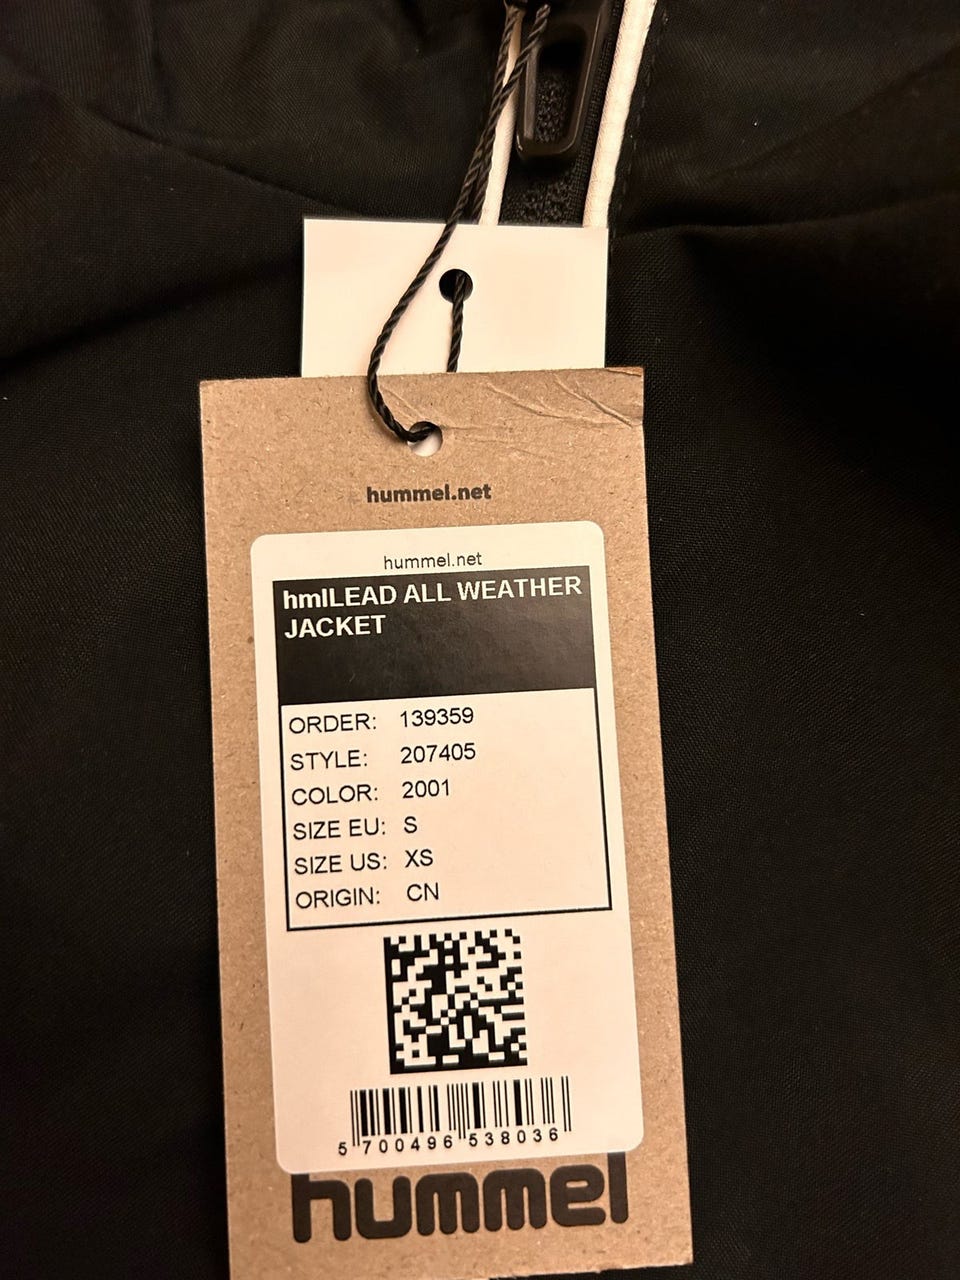 hummel.net
hummel.net
hmlLEAD ALL WEATHER
JACKET
ORDER: 139359
STYLE: 207405
COLOR: 2001
SIZE EU: S
SIZE US: XS
ORIGIN: CN
5 700496 538036
hummel